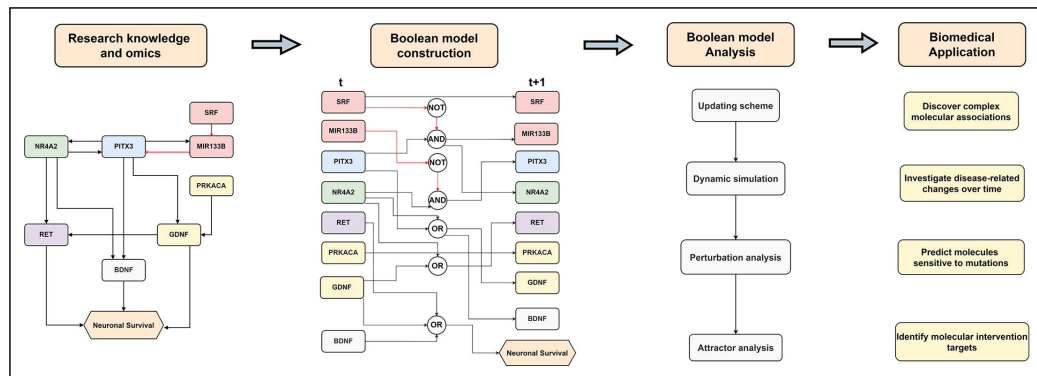 Research knowledge
and omics
Boolean model
construction
Boolean model
Analysis
Biomedical
Application
SRF
NR4A2
PITX3
MIR133B
PRKACA
RET
GDNF
BDNF
Neuronal Survival
t
t+1
SRF
NOT
SRF
MIR133B
AND
MIR133B
PITX3
NOT
PITX3
NR4A2
AND
NR4A2
RET
OR
RET
PRKACA
OR
PRKACA
GDNF
GDNF
OR
BDNF
BDNF
Neuronal Survival
Updating scheme
Dynamic simulation
Perturbation analysis
Attractor analysis
Discover complex
molecular associations
Investigate disease-related
changes over time
Predict molecules
sensitive to mutations
Identify molecular intervention
targets